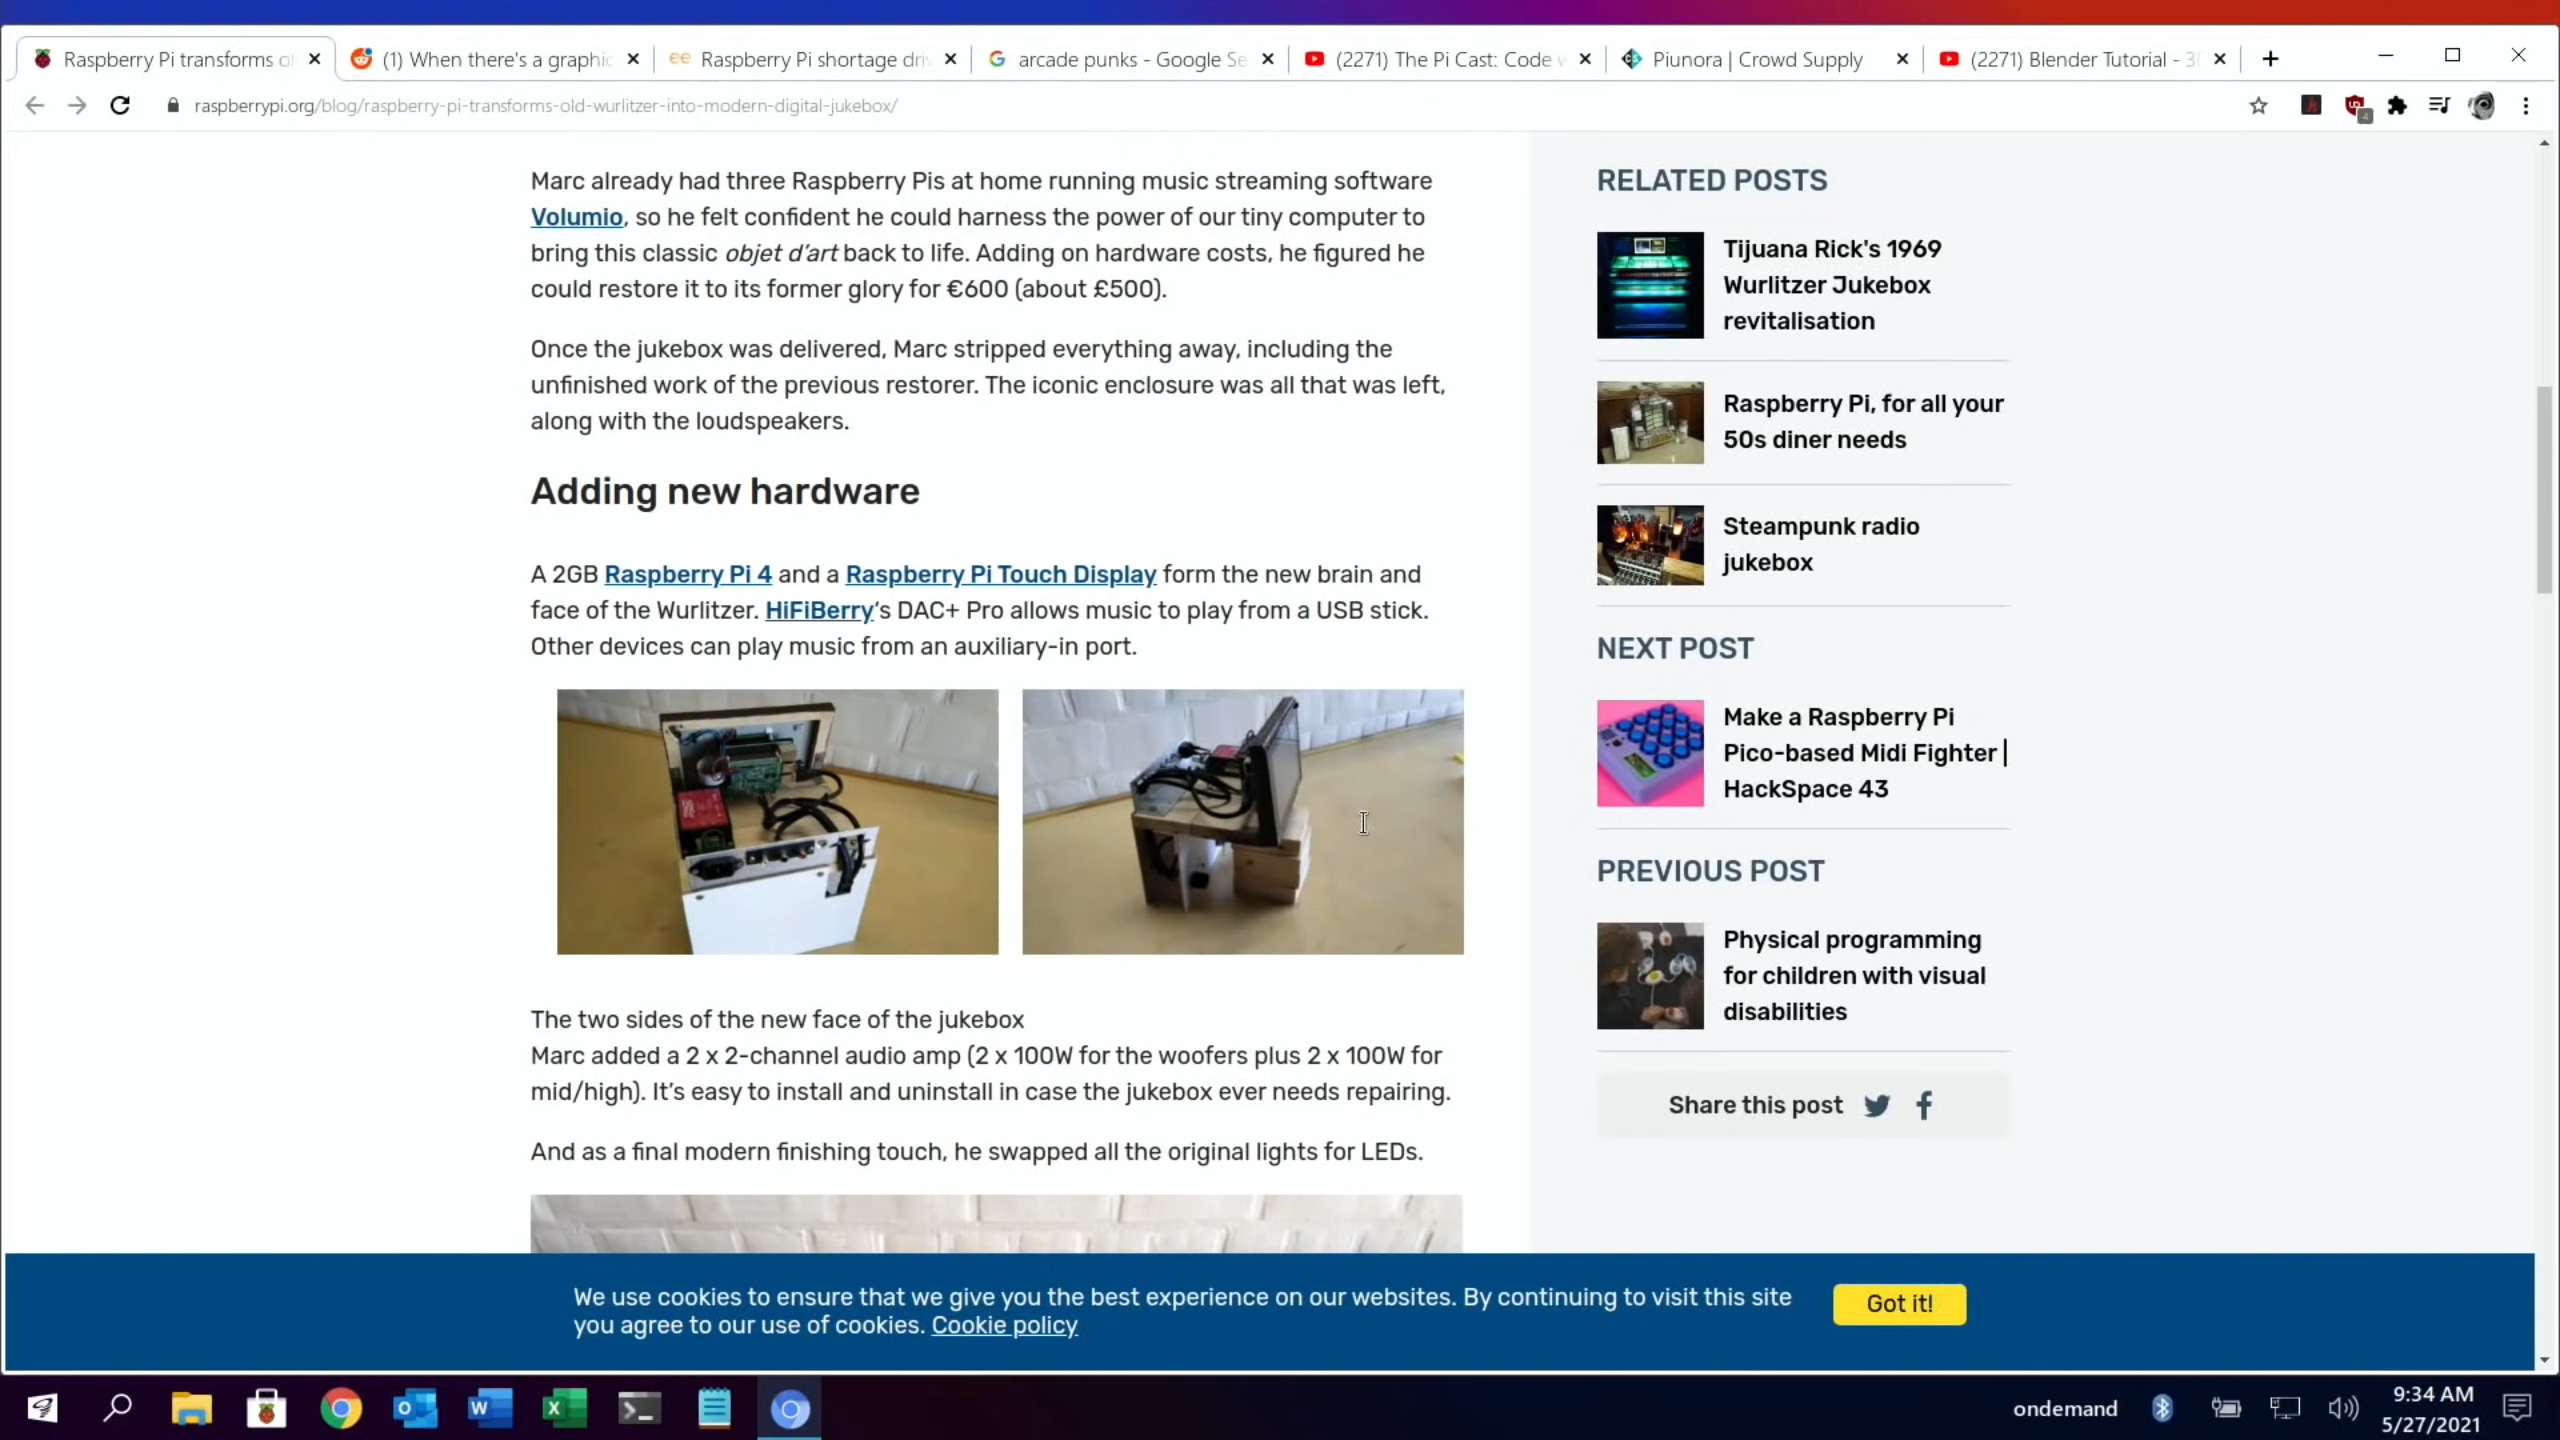 Raspberry Pi transforms ol
(1) When there's a graphic
Raspberry Pi shortage driv
arcade punks - Google Se
(2271) The Pi Cast: Code w
Piunora | Crowd Supply
(2271) Blender Tutorial - 3D
raspberrypi.org/blog/raspberry-pi-transforms-old-wurlitzer-into-modern-digital-jukebox/
4
Marc already had three Raspberry Pis at home running music streaming software
Volumio, so he felt confident he could harness the power of our tiny computer to
bring this classic objet d'art back to life. Adding on hardware costs, he figured he
could restore it to its former glory for €600 (about £500).
Once the jukebox was delivered, Marc stripped everything away, including the
unfinished work of the previous restorer. The iconic enclosure was all that was left,
along with the loudspeakers.
Adding new hardware
A 2GB Raspberry Pi 4 and a Raspberry Pi Touch Display form the new brain and
face of the Wurlitzer. HiFiBerry's DAC+ Pro allows music to play from a USB stick.
Other devices can play music from an auxiliary-in port.
The two sides of the new face of the jukebox
Marc added a 2 x 2-channel audio amp (2 x 100W for the woofers plus 2 x 100W for
mid/high). It's easy to install and uninstall in case the jukebox ever needs repairing.
And as a final modern finishing touch, he swapped all the original lights for LEDs.
RELATED POSTS
Tijuana Rick's 1969
Wurlitzer Jukebox
revitalisation
Raspberry Pi, for all your
50s diner needs
Steampunk radio
jukebox
NEXT POST
Make a Raspberry Pi
Pico-based Midi Fighter |
HackSpace 43
PREVIOUS POST
Physical programming
for children with visual
disabilities
Share this post
We use cookies to ensure that we give you the best experience on our websites. By continuing to visit this site
you agree to our use of cookies. Cookie policy
Got it!
ondemand
9:34 AM
5/27/2021